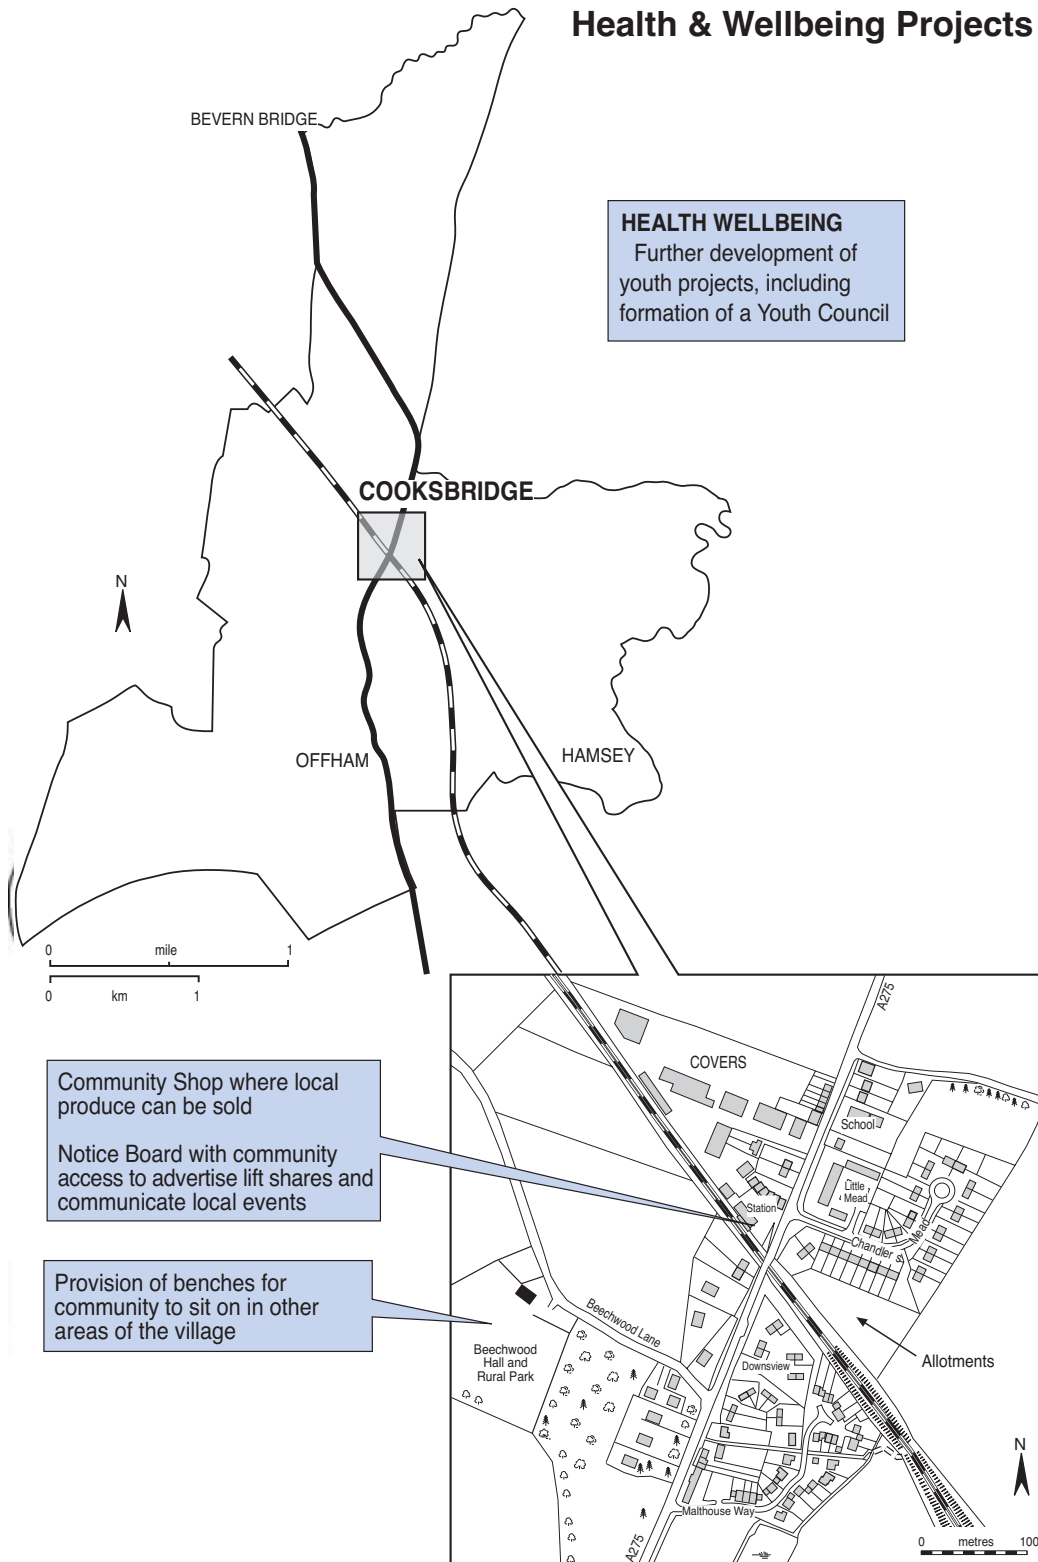 Health & Wellbeing Projects
BEVERN BRIDGE
HEALTH WELLBEING
Further development of
youth projects, including
formation of a Youth Council
COOKSBRIDGE
N
OFFHAM
HAMSEY
0 mile 1
0 km 1
Community Shop where local
produce can be sold
Notice Board with community
access to advertise lift shares and
communicate local events
Provision of benches for
community to sit on in other
areas of the village
A275
COVERS
School
Little
Mead
Station
Chandlers
Mead
Beechwood Lane
Beechwood
Hall and
Rural Park
Downsview
Allotments
Malthouse Way
A275
N
0 metres 100